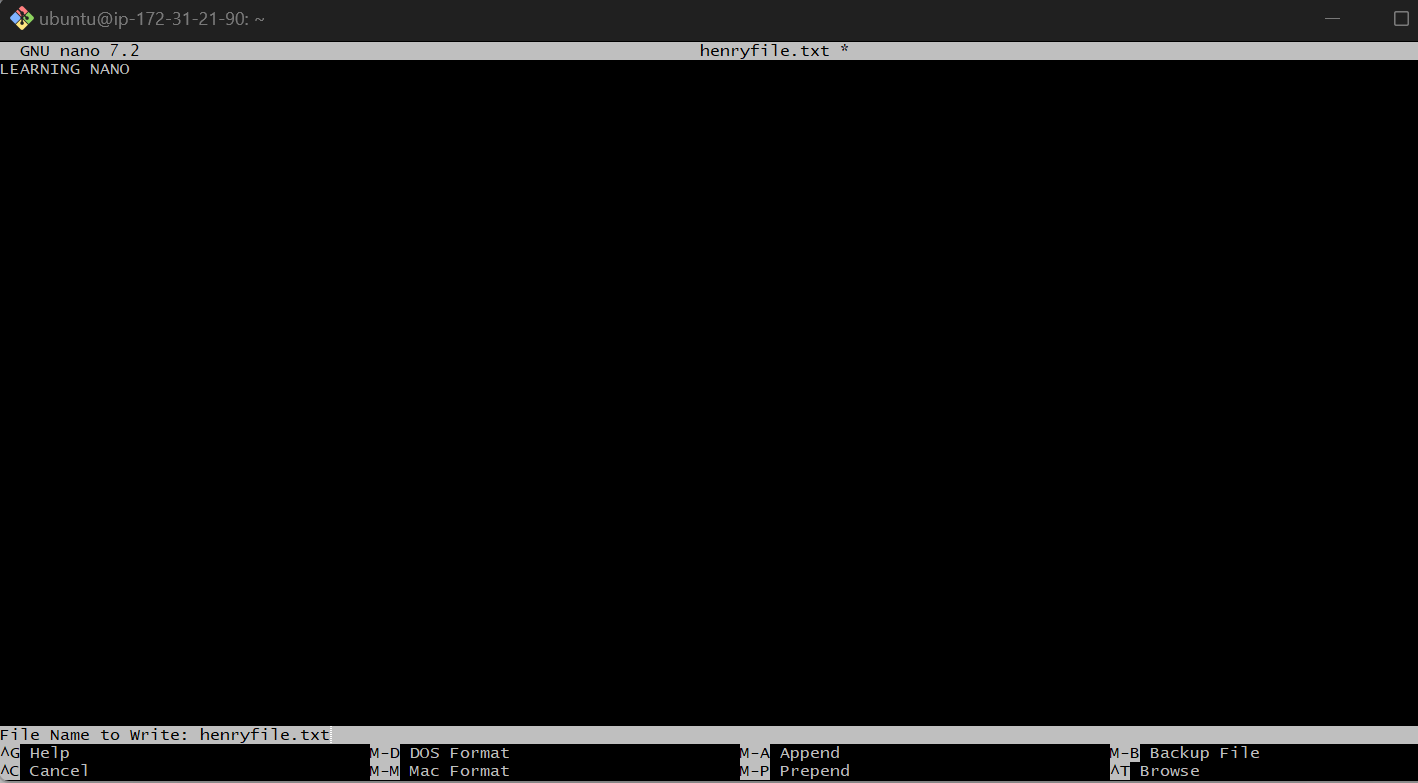 ubuntu@ip-172-31-21-90: ~
GNU nano 7.2 henryfile.txt *
LEARNING NANO
File Name to Write: henryfile.txt
^G Help M-D DOS Format M-A Append M-B Backup File
^C Cancel M-M Mac Format M-P Prepend ^T Browse